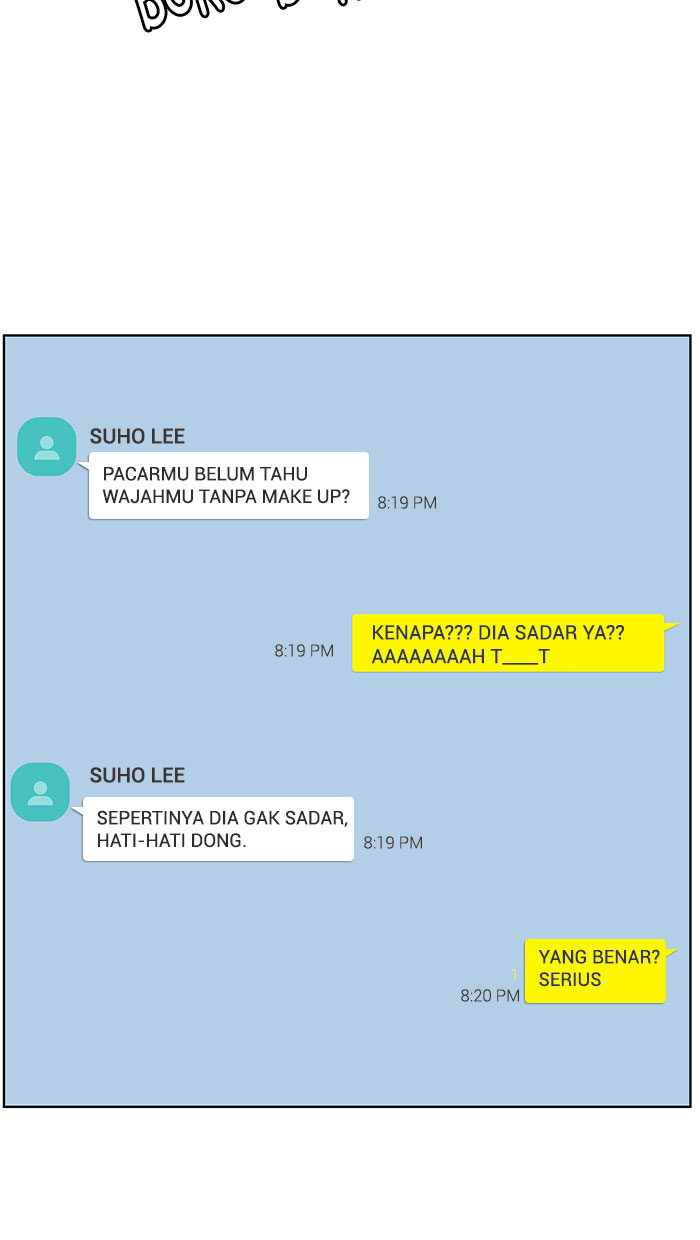 SUHO LEE
PACARMU BELUM TAHU
WAJAHMU TANPA MAKE UP?
8:19 PM
KENAPA??? DIA SADAR YA??
AAAAAAAAH T____T
8:19 PM
SUHO LEE
SEPERTINYA DIA GAK SADAR,
HATI-HATI DONG.
8:19 PM
YANG BENAR?
SERIUS
1
8:20 PM